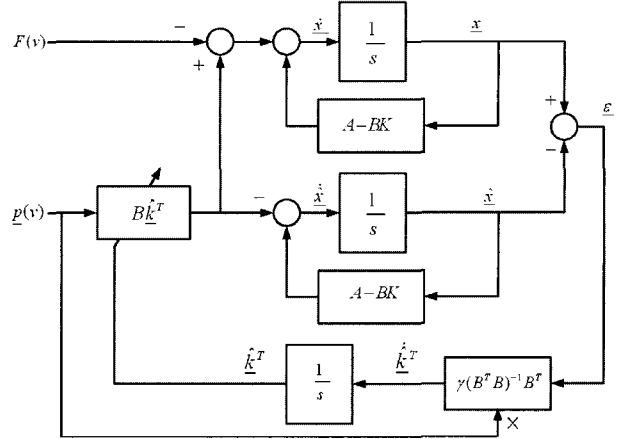 −
ẋ
1
s
x
F(v)
+
A−BK
+
ε
−
p(v)
Bk̂ᵀ
−
x̂̇
1
s
x̂
A−BK
k̂ᵀ
1
s
k̂̇ᵀ
γ(BᵀB)⁻¹Bᵀ
×